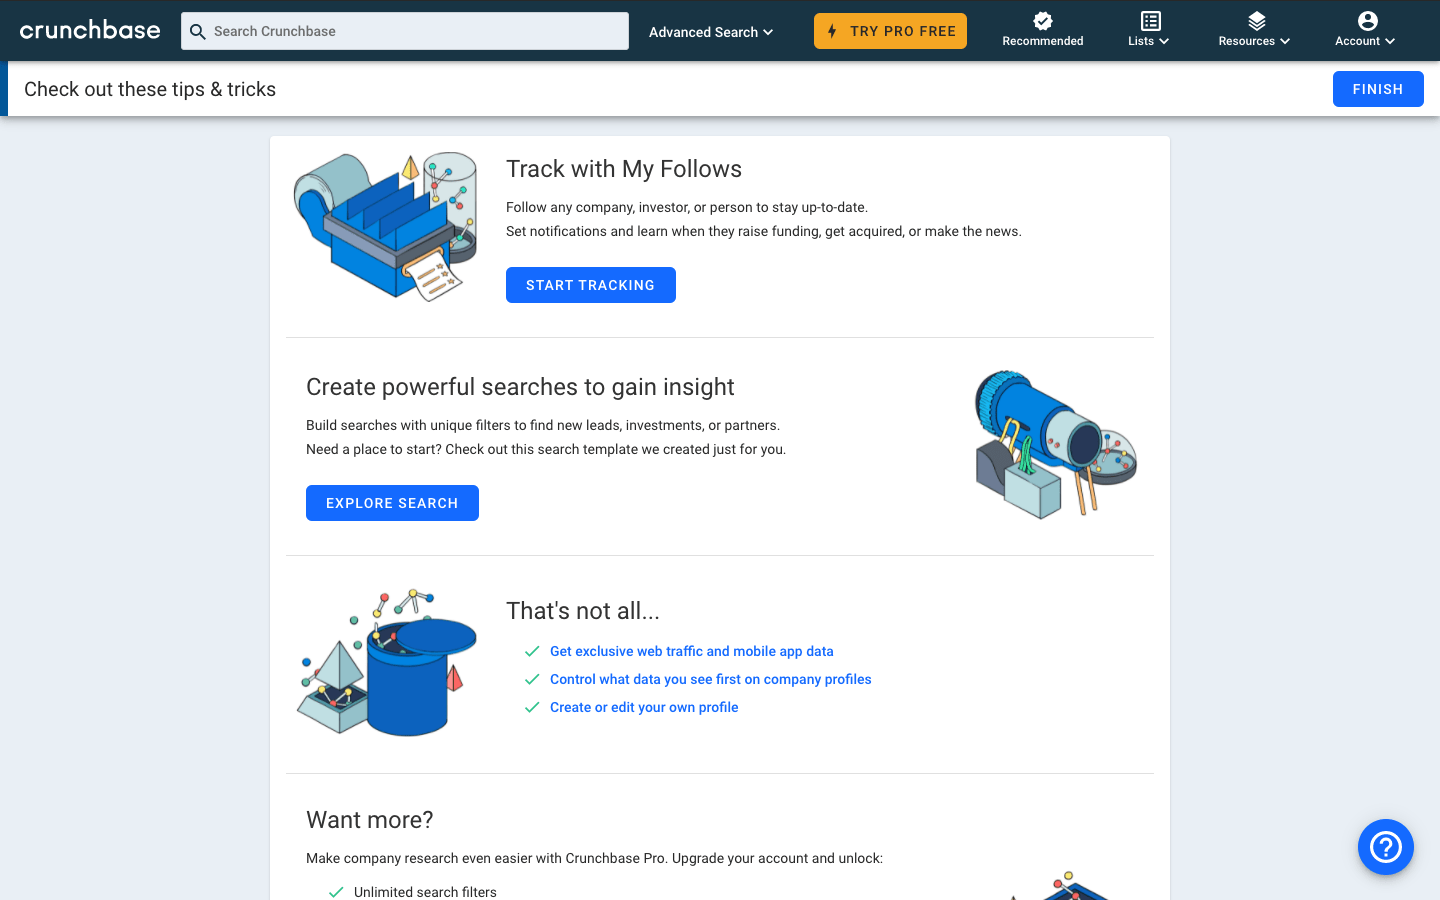 crunchbase
Search Crunchbase
Advanced Search
TRY PRO FREE
Recommended
Lists
Resources
Account
Check out these tips & tricks
FINISH
Track with My Follows
Follow any company, investor, or person to stay up-to-date.
Set notifications and learn when they raise funding, get acquired, or make the news.
START TRACKING
Create powerful searches to gain insight
Build searches with unique filters to find new leads, investments, or partners.
Need a place to start? Check out this search template we created just for you.
EXPLORE SEARCH
That's not all...
Get exclusive web traffic and mobile app data
Control what data you see first on company profiles
Create or edit your own profile
Want more?
Make company research even easier with Crunchbase Pro. Upgrade your account and unlock:
Unlimited search filters